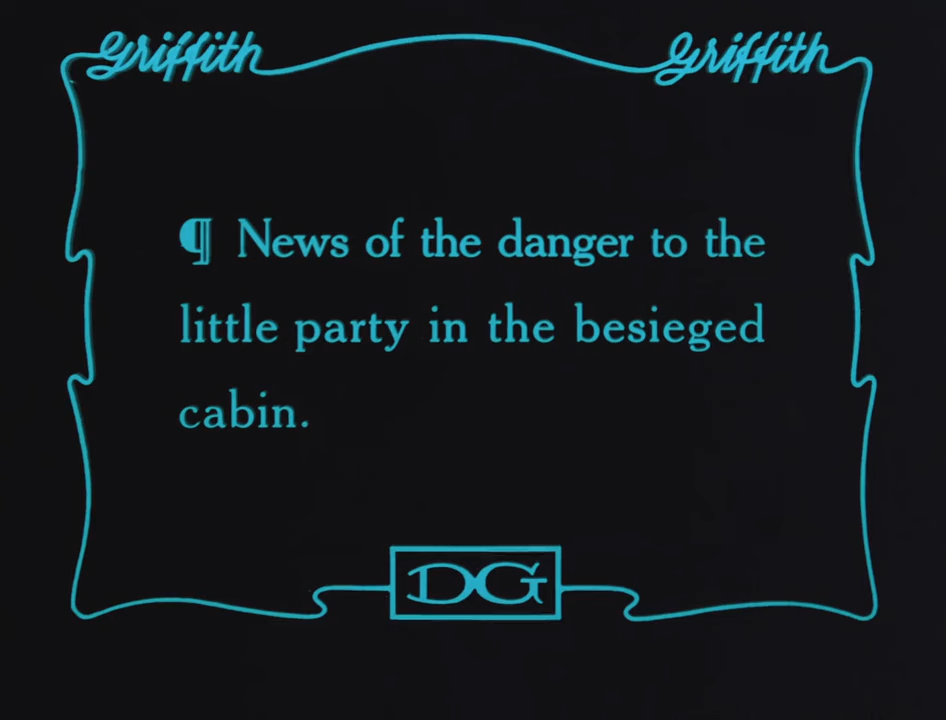 Griffith Griffith
¶ News of the danger to the
little party in the besieged
cabin.
DG